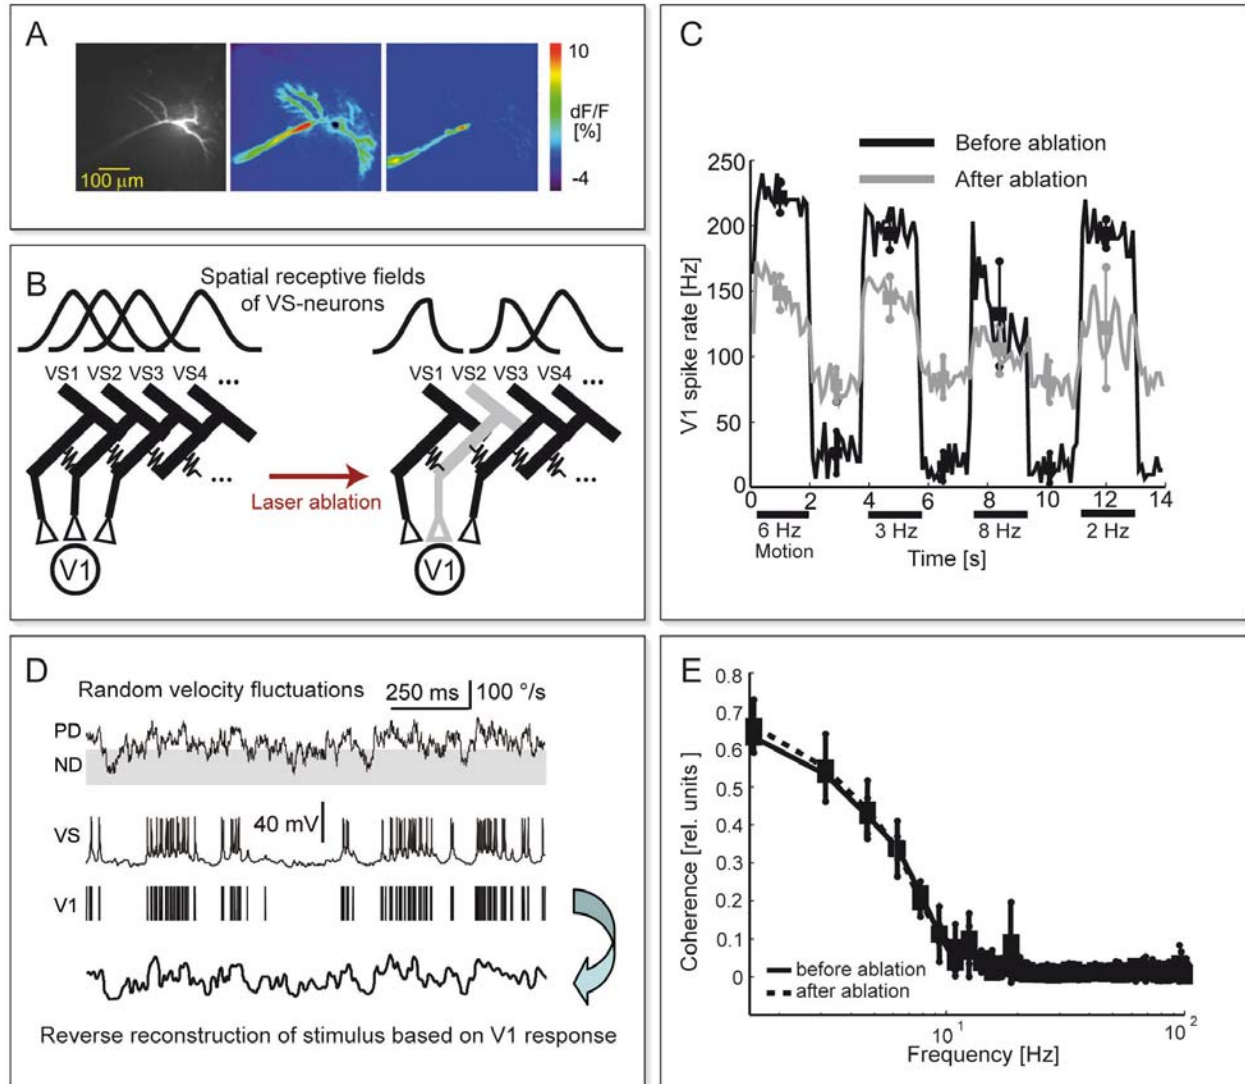 A
10
dF/F
[%]
-4
100 μm
B
Spatial receptive fields
of VS-neurons
VS1 VS2 VS3 VS4 ...
VS1 VS2 VS3 VS4 ...
...
...
Laser ablation
V1
V1
C
Before ablation
After ablation
250
200
150
100
50
0
V1 spike rate [Hz]
0 2 4 6 8 10 12 14
6 Hz 3 Hz 8 Hz 2 Hz
Motion
Time [s]
D
Random velocity fluctuations
250 ms 100 °/s
PD
ND
40 mV
VS
V1
Reverse reconstruction of stimulus based on V1 response
E
0.8
0.7
0.6
0.5
0.4
0.3
0.2
0.1
0
Coherence [rel. units ]
before ablation
after ablation
10¹ 10²
Frequency [Hz]